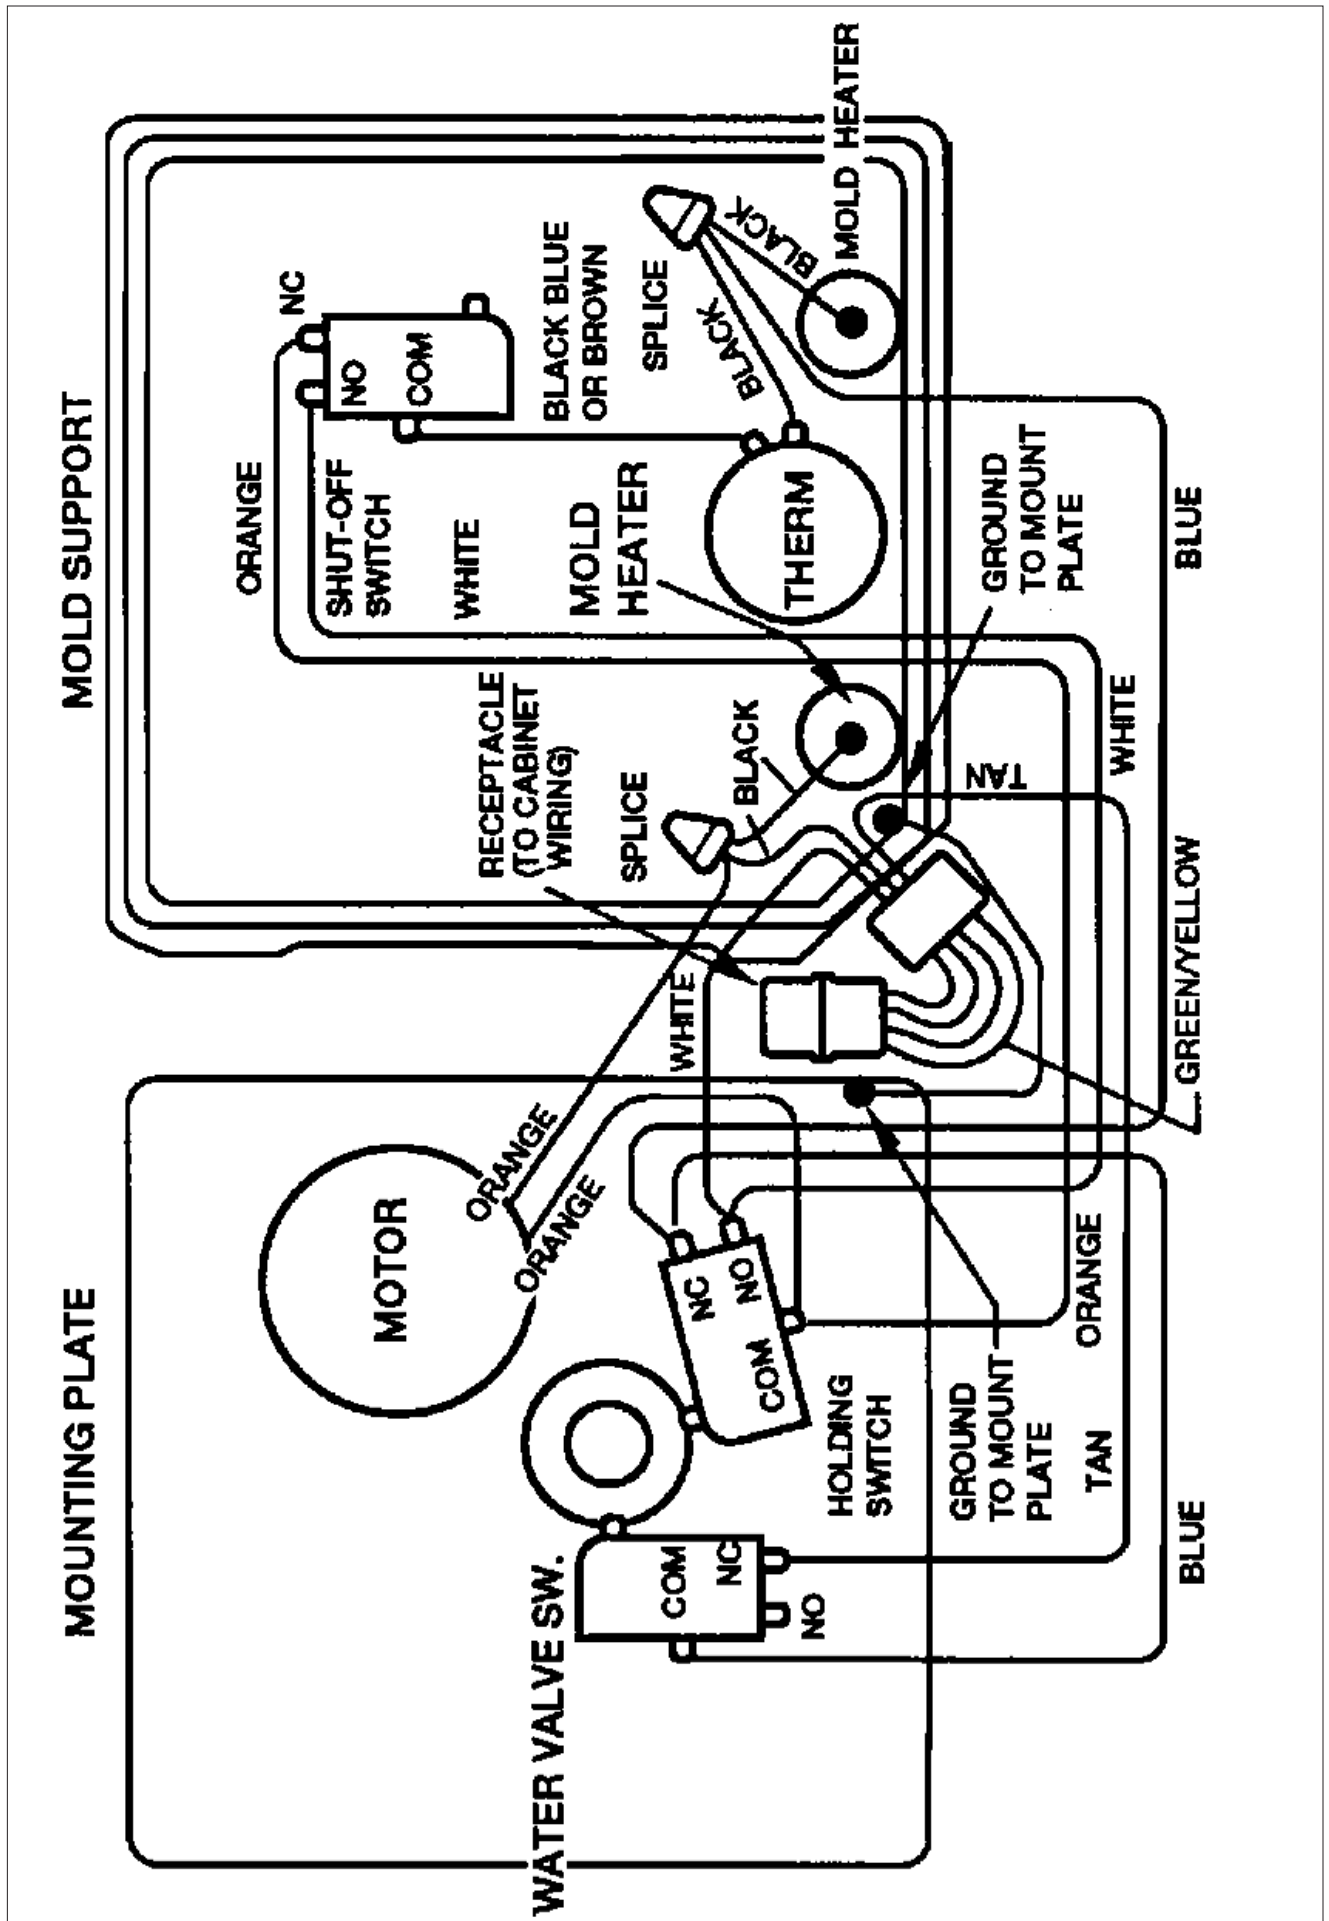 MOUNTING PLATE
MOLD SUPPORT
MOTOR
ORANGE
ORANGE
ORANGE
SHUT-OFF
SWITCH
NC
NO
COM
WHITE
BLACK BLUE
OR BROWN
RECEPTACLE
(TO CABINET
WIRING)
MOLD
HEATER
SPLICE
SPLICE
BLACK
BLACK
BLACK
MOLD HEATER
THERM
WHITE
WATER VALVE SW.
COM
NC
NO
NC
NO
COM
HOLDING
SWITCH
GROUND
TO MOUNT
PLATE
GROUND
TO MOUNT
PLATE
TAN
TAN
ORANGE
WHITE
BLUE
GREEN/YELLOW
BLUE